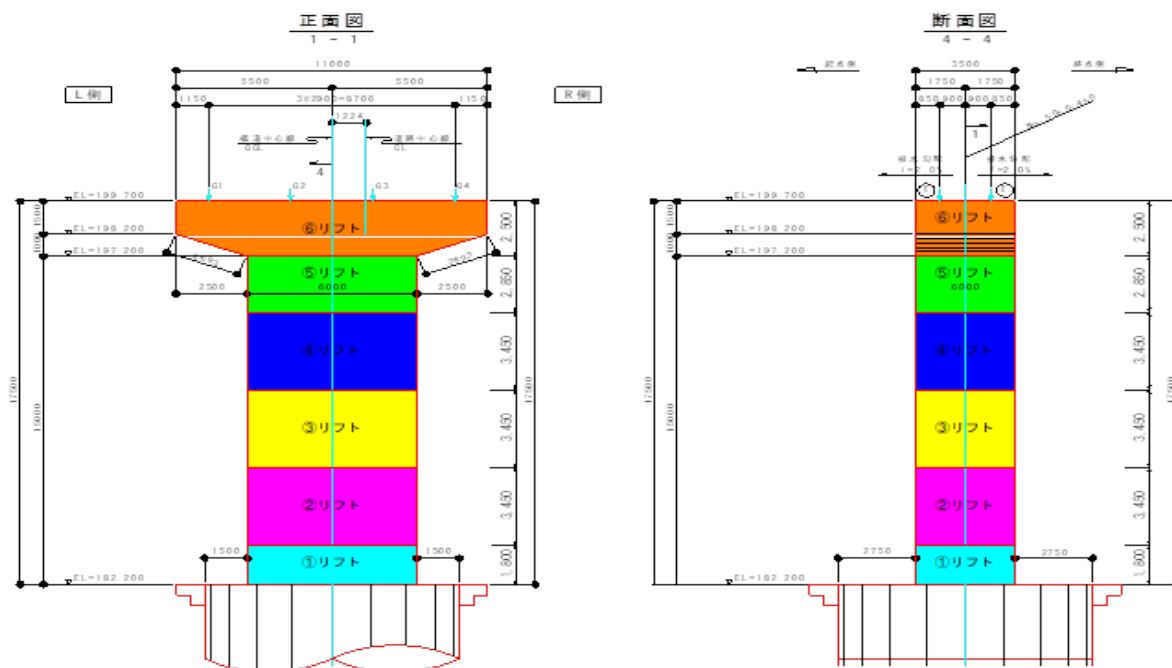 正面図
1 - 1
11000
5500 5500
L側
R側
1150 3@2900=8700 1150
1224
橋梁中心線
道路中心線
CL
4
G1 G2 G3 G4
EL=199.700
EL=198.200
EL=197.200
1500
1000
15000
17500
⑥リフト
⑤リフト
④リフト
③リフト
②リフト
①リフト
2500 6000 2500
2.500
2.850
3.450
3.450
3.450
1.800
17500
1500 1500
EL=182.200
断面図
4 - 4
3500
起点側
終点側
1750 1750
850 900 900 850
1
排水勾配
i=2.0%
排水勾配
i=2.0%
EL=199.700
EL=198.200
EL=197.200
1500
1000
15000
17500
⑥リフト
⑤リフト
6000
④リフト
③リフト
②リフト
①リフト
2.500
2.850
3.450
3.450
3.450
1.800
17500
2750 2750
EL=182.200